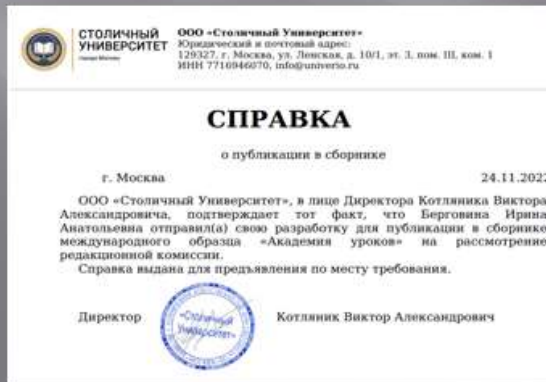 СТОЛИЧНЫЙ
УНИВЕРСИТЕТ
ООО «Столичный Университет»
Юридический и почтовый адрес:
129327, г. Москва, ул. Ленская, д. 10/1, эт. 3, пом. III, ком. 1
ИНН 7716946070, info@univerio.ru
СПРАВКА
о публикации в сборнике
г. Москва 24.11.2022
ООО «Столичный Университет», в лице Директора Котляника Виктора
Александровича, подтверждает тот факт, что Берговина Ирина
Анатольевна отправил(а) свою разработку для публикации в сборнике
международного образца «Академия уроков» на рассмотрение
редакционной комиссии.
Справка выдана для предъявления по месту требования.
Директор
«Столичный
Университет»
Котляник Виктор Александрович